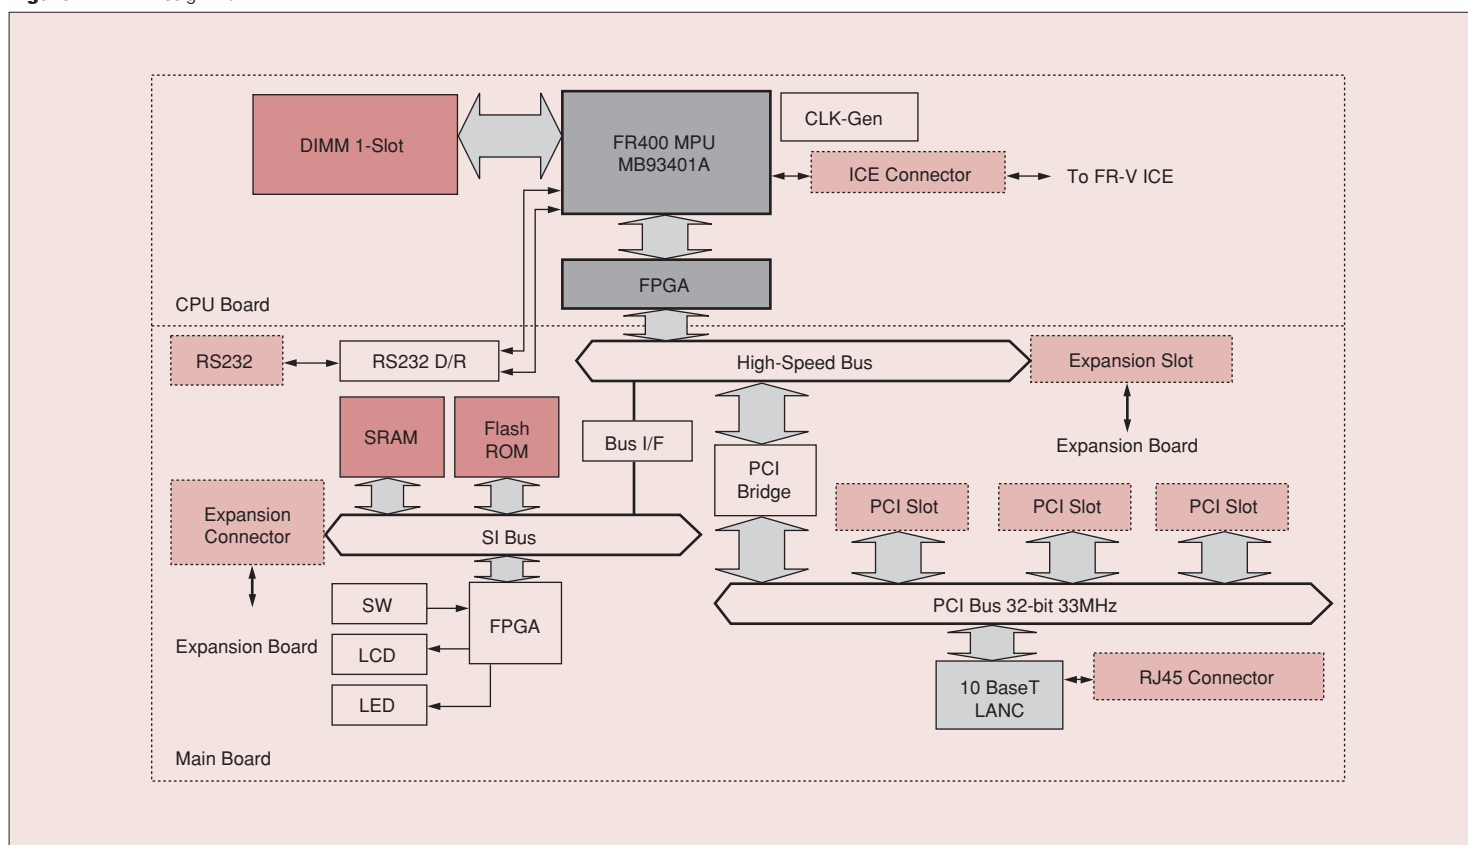 DIMM 1-Slot
FR400 MPU
MB93401A
CLK-Gen
ICE Connector
To FR-V ICE
FPGA
CPU Board
RS232
RS232 D/R
High-Speed Bus
Expansion Slot
Expansion Board
SRAM
Flash
ROM
Bus I/F
PCI
Bridge
PCI Slot
PCI Slot
PCI Slot
Expansion
Connector
SI Bus
Expansion Board
SW
LCD
LED
FPGA
PCI Bus 32-bit 33MHz
10 BaseT
LANC
RJ45 Connector
Main Board